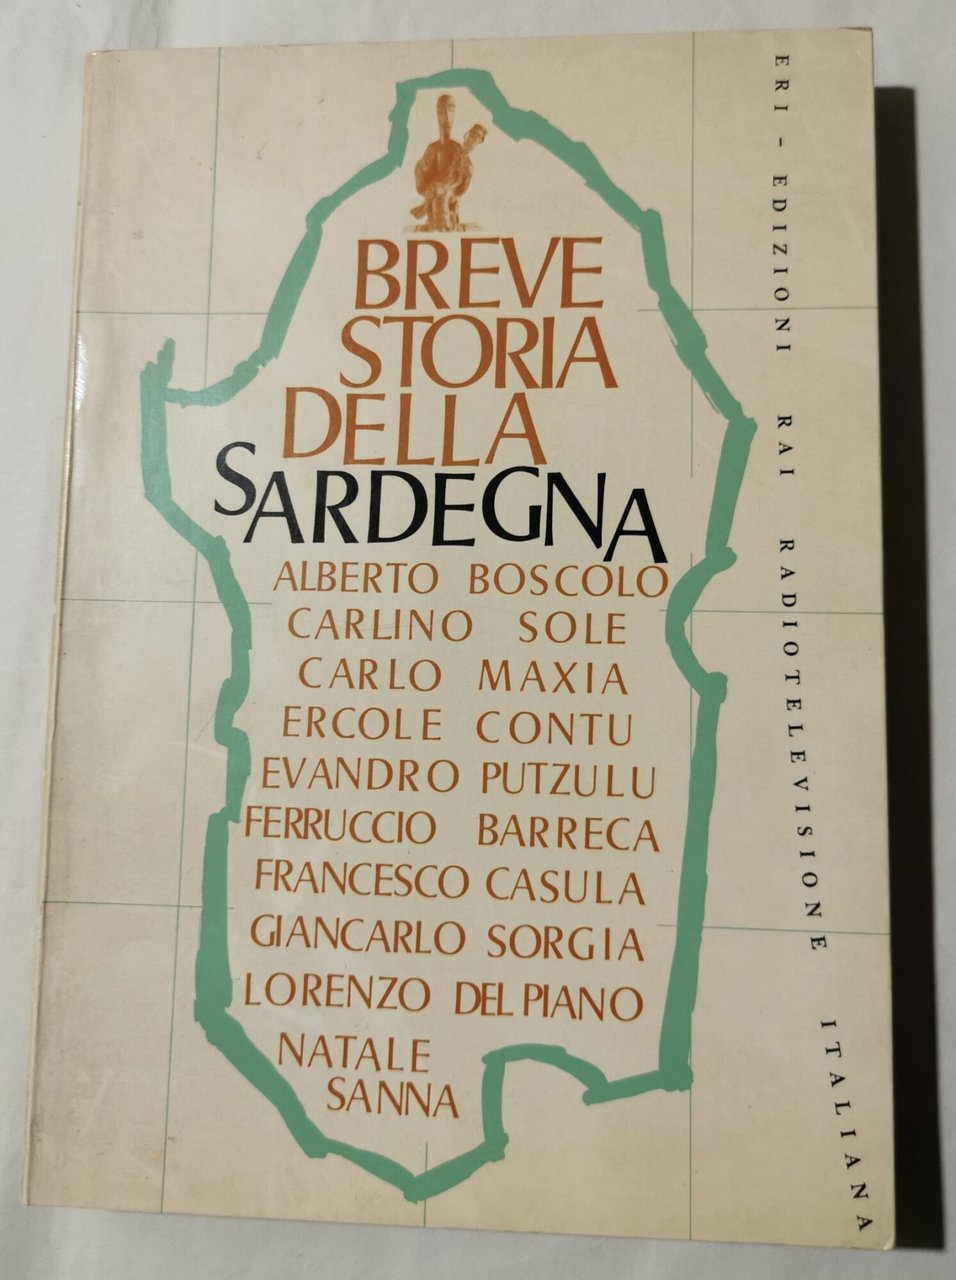 BREVE
STORIA
DELLA
SARDEGNA
ALBERTO BOSCOLO
CARLINO SOLE
CARLO MAXIA
ERCOLE CONTU
EVANDRO PUTZULU
FERRUCCIO BARRECA
FRANCESCO CASULA
GIANCARLO SORGIA
LORENZO DEL PIANO
NATALE
SANNA
ERI - EDIZIONI RAI RADIOTELEVISIONE ITALIANA